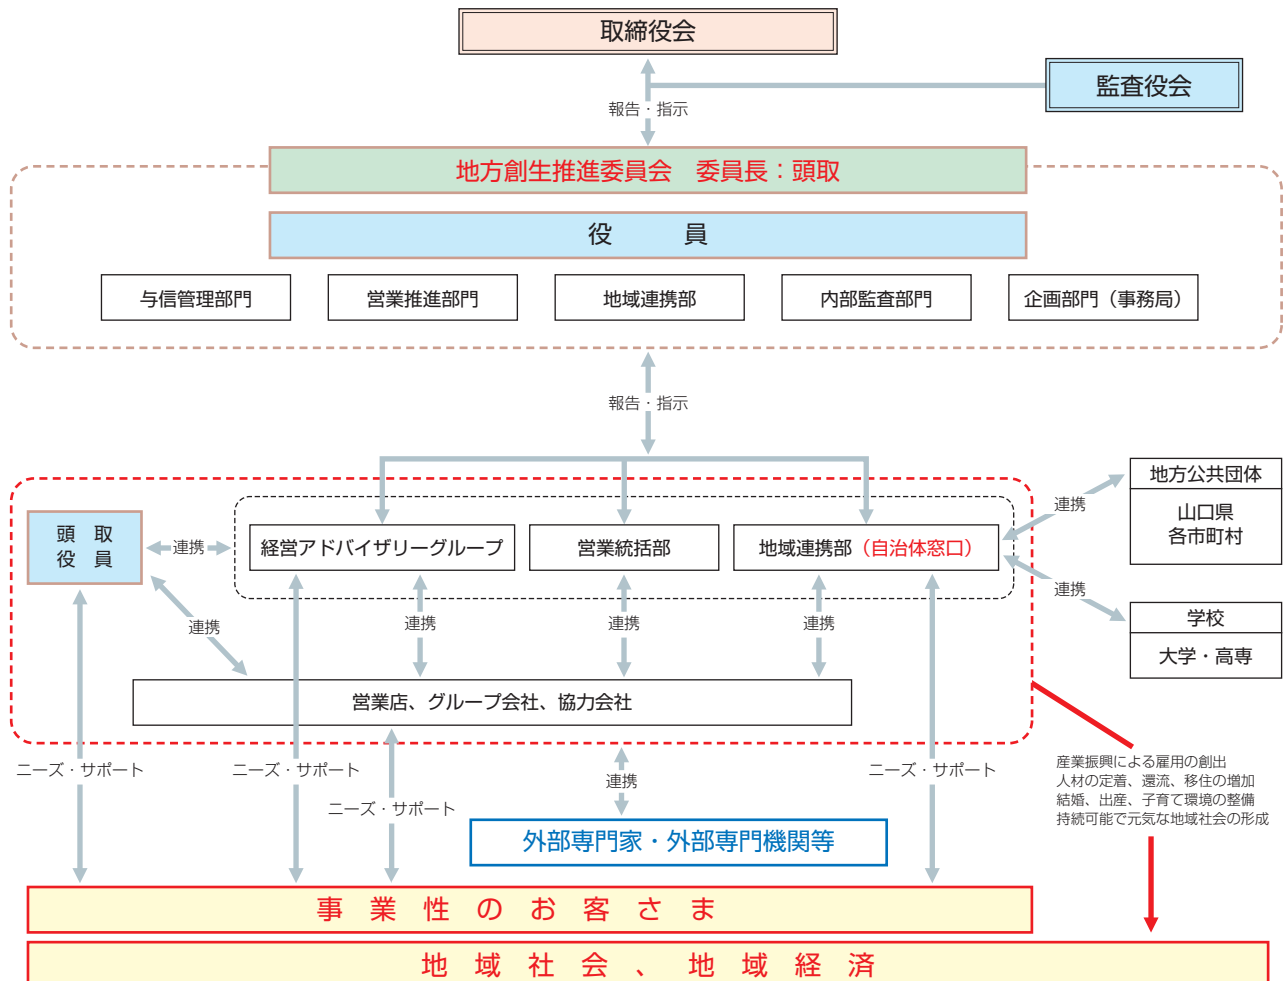 取締役会
監査役会
報告・指示
地方創生推進委員会　委員長：頭取
役　　員
与信管理部門
営業推進部門
地域連携部
内部監査部門
企画部門（事務局）
報告・指示
地方公共団体
山口県
各市町村
連携
頭　取
役　員
連携
経営アドバイザリーグループ
営業統括部
地域連携部（自治体窓口）
連携
学校
大学・高専
連携
連携
連携
連携
営業店、グループ会社、協力会社
ニーズ・サポート
ニーズ・サポート
ニーズ・サポート
連携
ニーズ・サポート
産業振興による雇用の創出
人材の定着、還流、移住の増加
結婚、出産、子育て環境の整備
持続可能で元気な地域社会の形成
外部専門家・外部専門機関等
事業性のお客さま
地域社会、地域経済